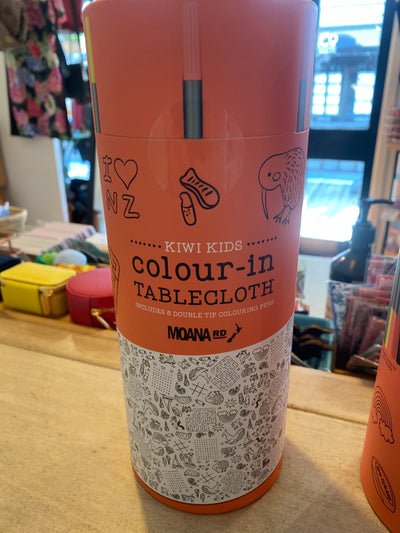 I ♥
NZ
KIWI KIDS
colour-in
TABLECLOTH
INCLUDES 6 DOUBLE TIP COLOURING PENS
MOANA RD